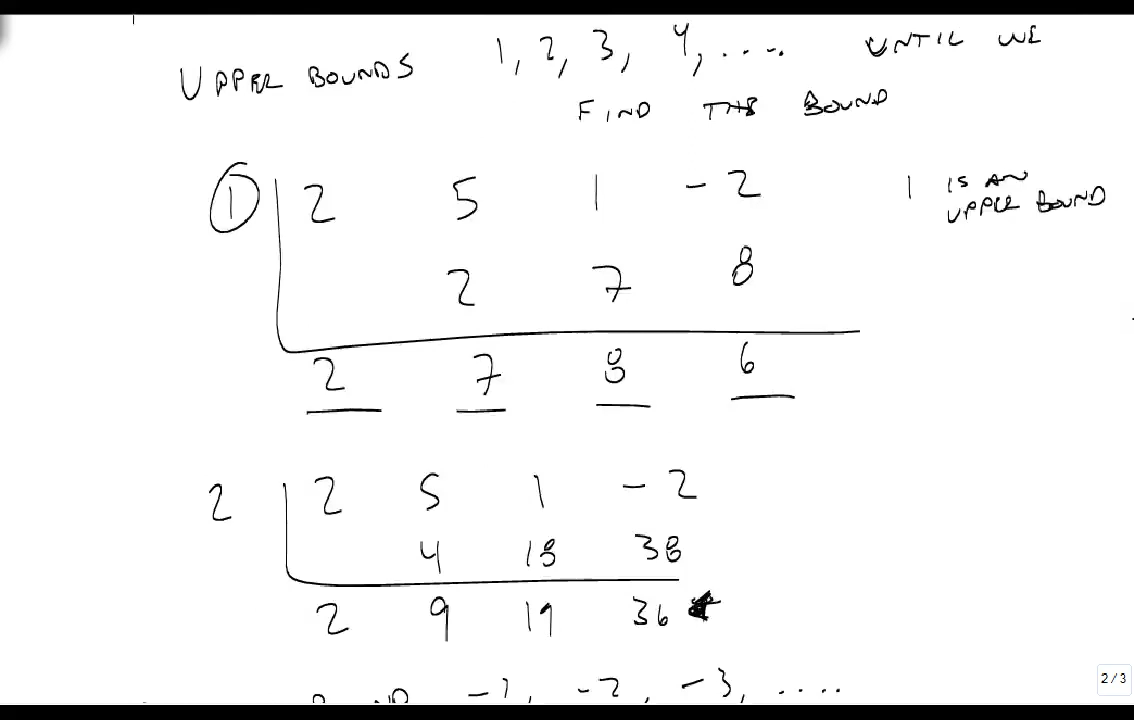 UPPER BOUNDS 1, 2, 3, 4, .... UNTIL WE
FIND THE BOUND
1 2 5 1 -2 1 IS AN
UPPER BOUND
2 7 8
2 7 8 6
2 2 5 1 -2
4 18 38
2 9 19 36
-1, -2, -3, ....
2/3